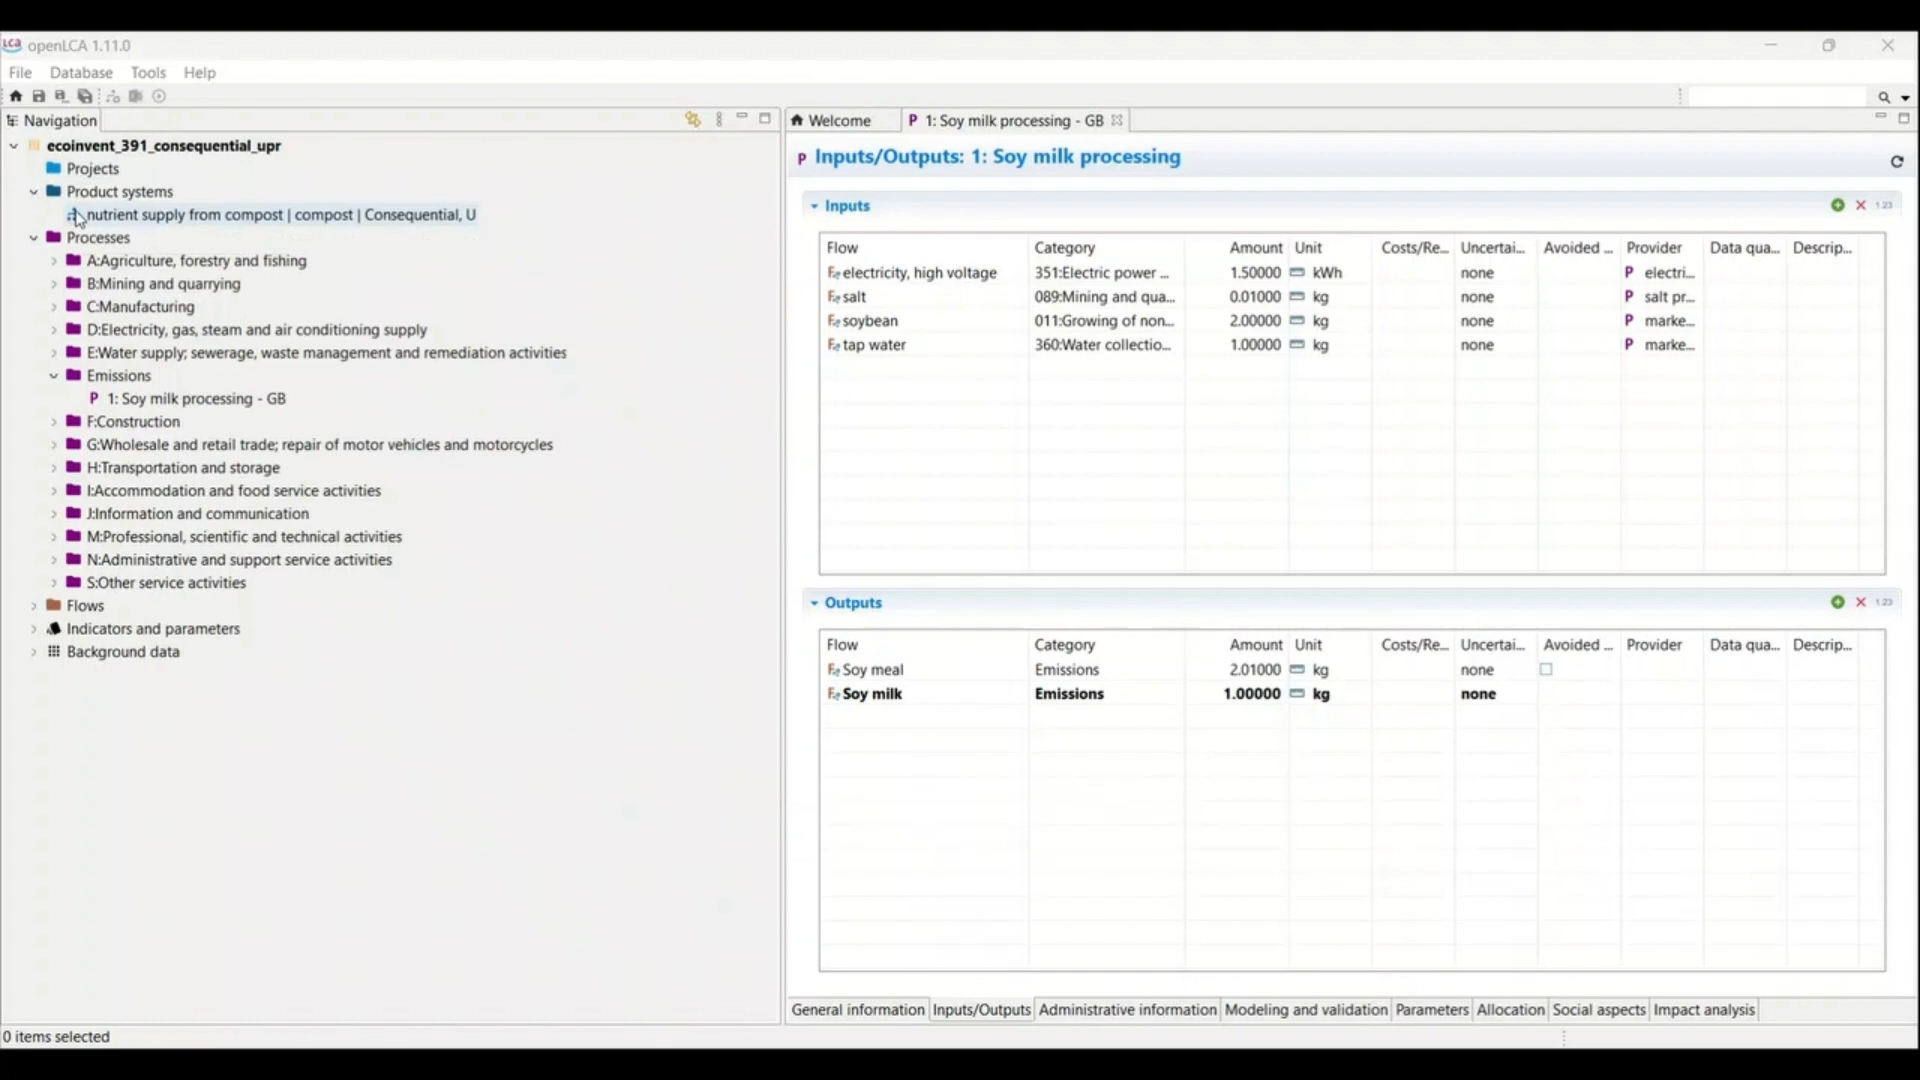 openLCA 1.11.0
File Database Tools Help
Navigation
ecoinvent_391_consequential_upr
Projects
Product systems
nutrient supply from compost | compost | Consequential, U
Processes
A:Agriculture, forestry and fishing
B:Mining and quarrying
C:Manufacturing
D:Electricity, gas, steam and air conditioning supply
E:Water supply; sewerage, waste management and remediation activities
Emissions
P 1: Soy milk processing - GB
F:Construction
G:Wholesale and retail trade; repair of motor vehicles and motorcycles
H:Transportation and storage
I:Accommodation and food service activities
J:Information and communication
M:Professional, scientific and technical activities
N:Administrative and support service activities
S:Other service activities
Flows
Indicators and parameters
Background data
0 items selected
Welcome P 1: Soy milk processing - GB
P Inputs/Outputs: 1: Soy milk processing
Inputs 1.23
Flow Category Amount Unit Costs/Re... Uncertai... Avoided ... Provider Data qua... Descrip...
electricity, high voltage 351:Electric power ... 1.50000 kWh none P electri...
salt 089:Mining and qua... 0.01000 kg none P salt pr...
soybean 011:Growing of non... 2.00000 kg none P marke...
tap water 360:Water collectio... 1.00000 kg none P marke...
Outputs 1.23
Flow Category Amount Unit Costs/Re... Uncertai... Avoided ... Provider Data qua... Descrip...
Soy meal Emissions 2.01000 kg none
Soy milk Emissions 1.00000 kg none
General information Inputs/Outputs Administrative information Modeling and validation Parameters Allocation Social aspects Impact analysis